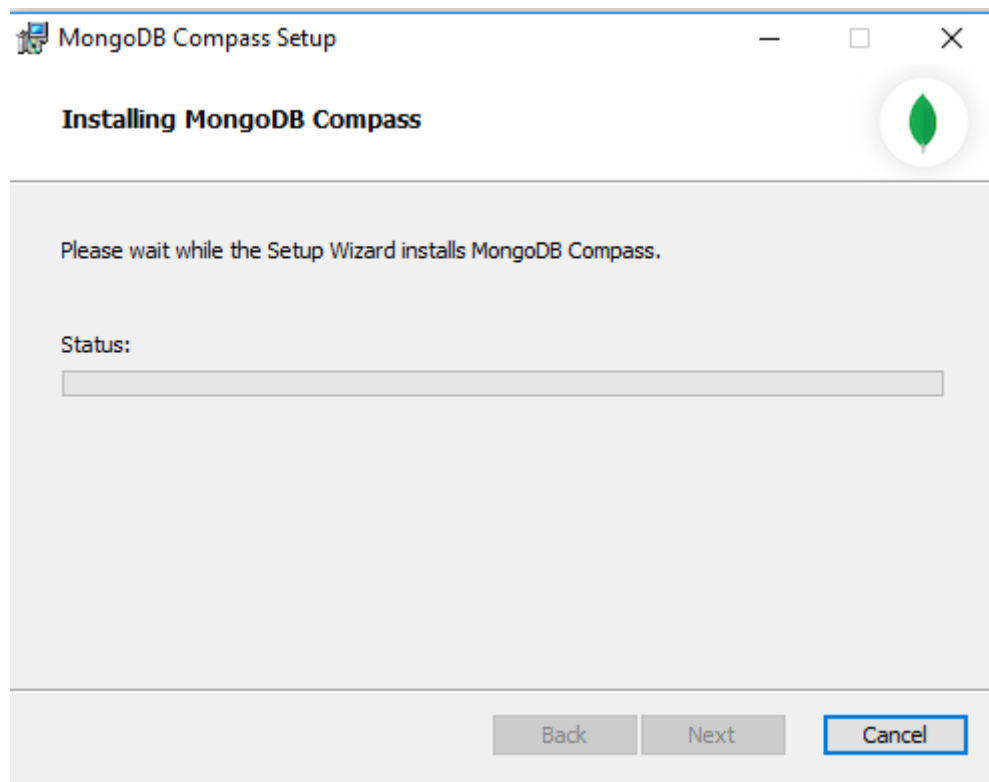 MongoDB Compass Setup
Installing MongoDB Compass
Please wait while the Setup Wizard installs MongoDB Compass.
Status:
Back Next Cancel